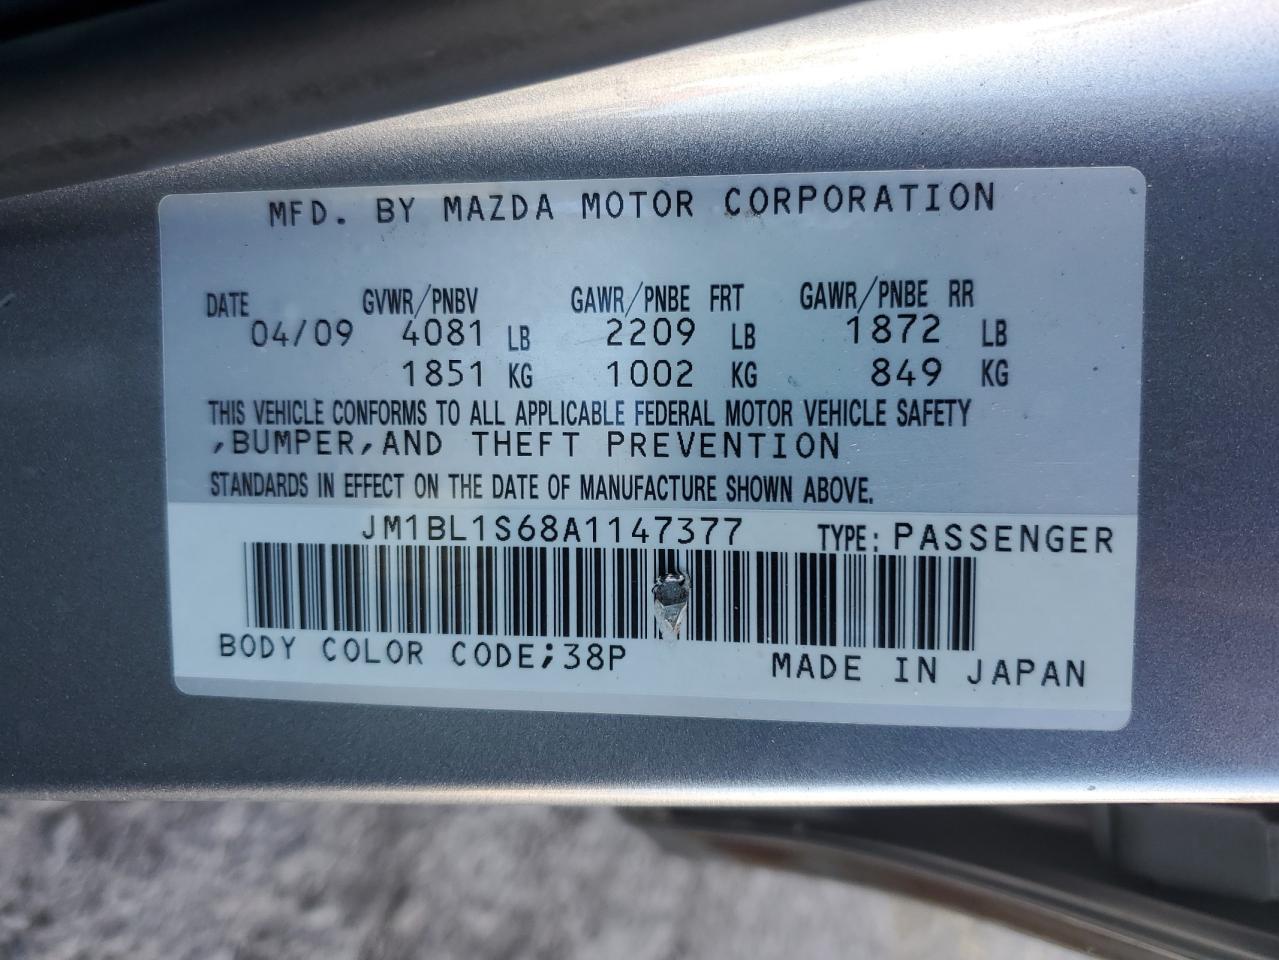 MFD. BY MAZDA MOTOR CORPORATION
DATE GVWR/PNBV GAWR/PNBE FRT GAWR/PNBE RR
04/09 4081 LB 2209 LB 1872 LB
1851 KG 1002 KG 849 KG
THIS VEHICLE CONFORMS TO ALL APPLICABLE FEDERAL MOTOR VEHICLE SAFETY
,BUMPER,AND THEFT PREVENTION
STANDARDS IN EFFECT ON THE DATE OF MANUFACTURE SHOWN ABOVE.
JM1BL1S68A1147377 TYPE: PASSENGER
BODY COLOR CODE;38P MADE IN JAPAN